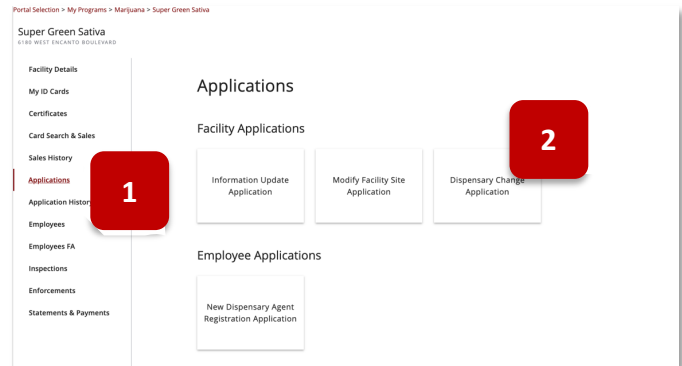 Portal Selection > My Programs > Marijuana > Super Green Sativa
Super Green Sativa
6180 WEST ENCANTO BOULEVARD
Facility Details
My ID Cards
Certificates
Card Search & Sales
Sales History
Applications
Application History
Employees
Employees FA
Inspections
Enforcements
Statements & Payments
1
Applications
Facility Applications
2
Information Update
Application
Modify Facility Site
Application
Dispensary Change
Application
Employee Applications
New Dispensary Agent
Registration Application